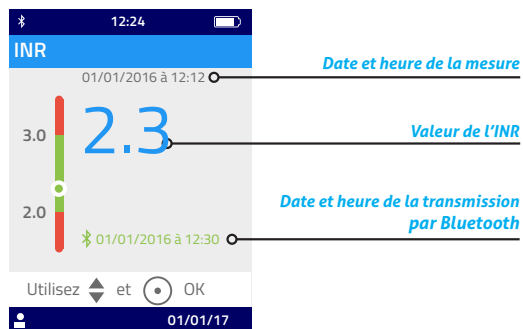 12:24
INR
01/01/2016 à 12:12
Date et heure de la mesure
3.0
2.3
Valeur de l'INR
2.0
Date et heure de la transmission
par Bluetooth
01/01/2016 à 12:30
Utilisez et OK
01/01/17